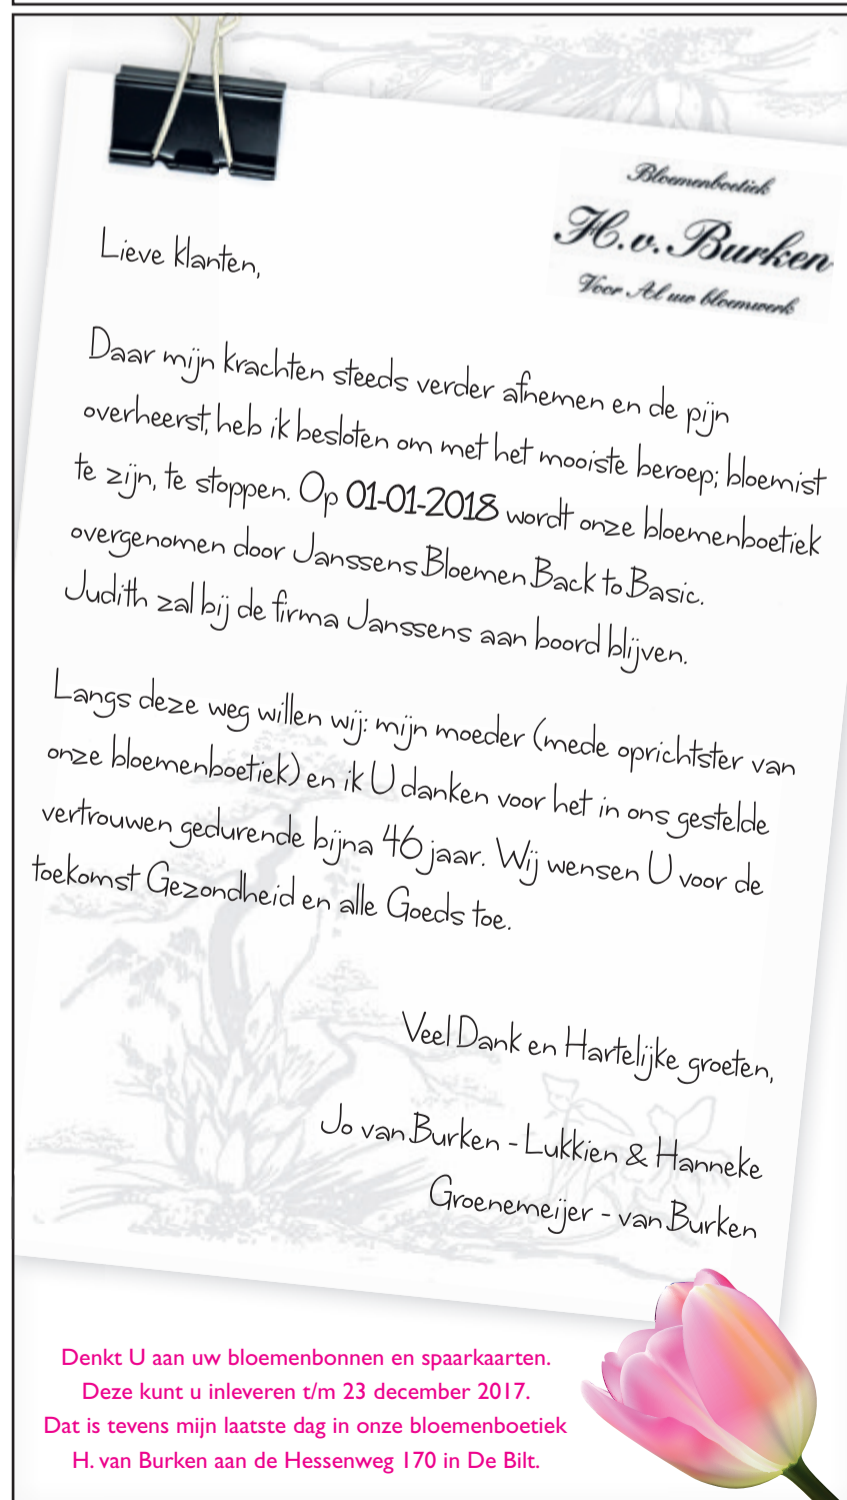 Bloemenboetiek
H.v.Burken
Voor Al uw bloemwerk
Lieve klanten,
Daar mijn krachten steeds verder afnemen en de pijn
overheerst, heb ik besloten om met het mooiste beroep; bloemist
te zijn, te stoppen. Op 01-01-2018 wordt onze bloemenboetiek
overgenomen door Janssens Bloemen Back to Basic.
Judith zal bij de firma Janssens aan boord blijven.
Langs deze weg willen wij: mijn moeder (mede oprichtster van
onze bloemenboetiek) en ik U danken voor het in ons gestelde
vertrouwen gedurende bijna 46 jaar. Wij wensen U voor de
toekomst Gezondheid en alle Goeds toe.
Veel Dank en Hartelijke groeten,
Jo van Burken - Lukkien & Hanneke
Groenemeijer - van Burken
Denkt U aan uw bloemenbonnen en spaarkaarten.
Deze kunt u inleveren t/m 23 december 2017.
Dat is tevens mijn laatste dag in onze bloemenboetiek
H. van Burken aan de Hessenweg 170 in De Bilt.